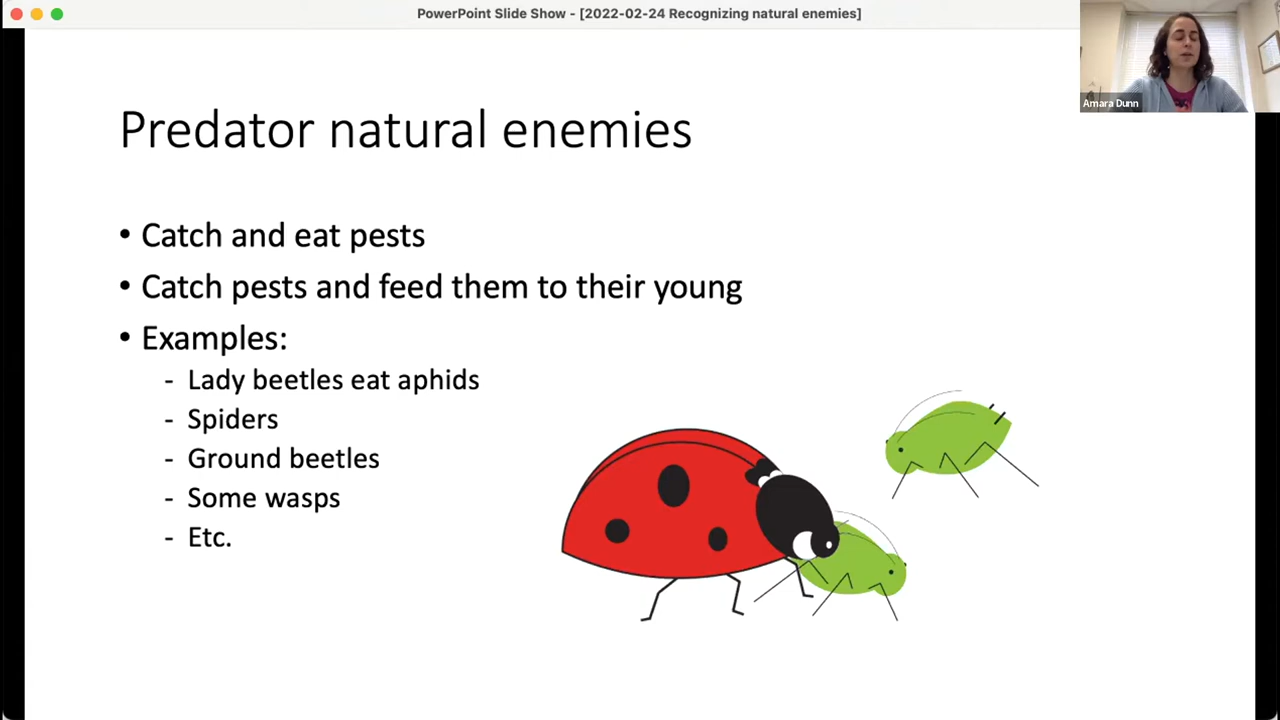 PowerPoint Slide Show - [2022-02-24 Recognizing natural enemies]
Amara Dunn
Predator natural enemies
• Catch and eat pests
• Catch pests and feed them to their young
• Examples:
- Lady beetles eat aphids
- Spiders
- Ground beetles
- Some wasps
- Etc.